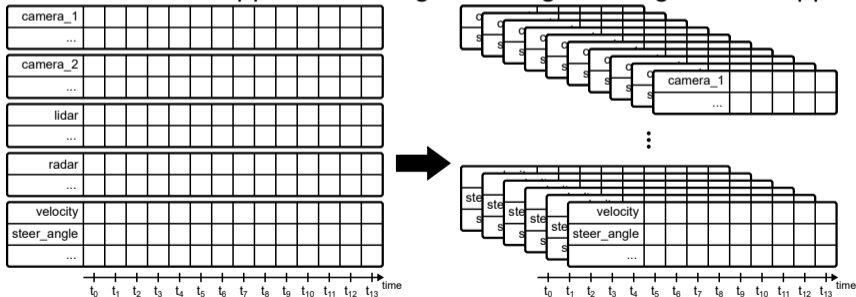 camera_1
...
camera_2
...
lidar
...
radar
...
velocity
steer_angle
...
t0 t1 t2 t3 t4 t5 t6 t7 t8 t9 t10 t11 t12 t13 time
camera_1
...
velocity
steer_angle
...
t0 t1 t2 t3 t4 t5 t6 t7 t8 t9 t10 t11 t12 t13 time